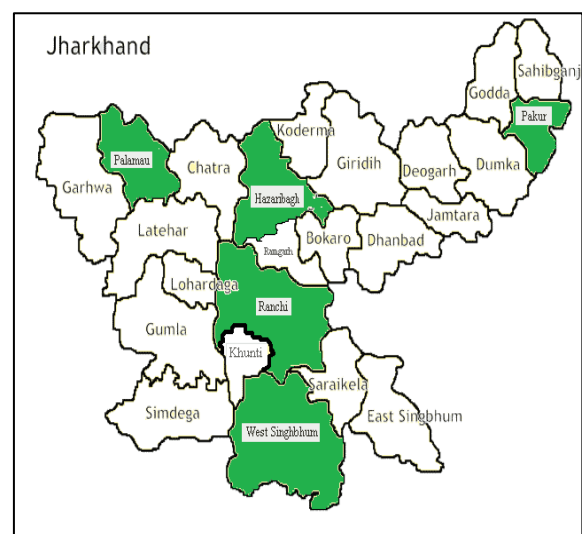 Jharkhand
Sahibganj
Godda
Pakur
Koderma
Palamau
Chatra
Giridih
Deogarh
Dumka
Garhwa
Hazaribagh
Jamtara
Latehar
Ramgarh
Bokaro
Dhanbad
Lohardaga
Ranchi
Gumla
Khunti
Saraikela
Simdega
East Singbhum
West Singhbhum